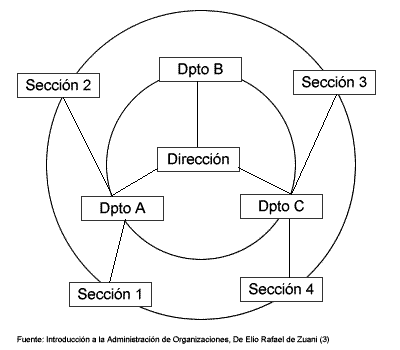 Dpto B
Sección 2
Sección 3
Dirección
Dpto A
Dpto C
Sección 1
Sección 4
Fuente: Introducción a la Administración de Organizaciones, De Elio Rafael de Zuani (3)